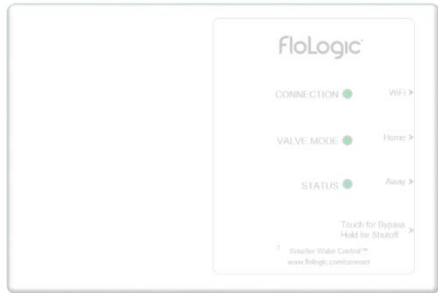 FloLogic
CONNECTION WiFi >
VALVE MODE Home >
STATUS Away >
Touch for Bypass
Hold for Shutoff >
Smarter Water Control™
www.flologic.com/connect